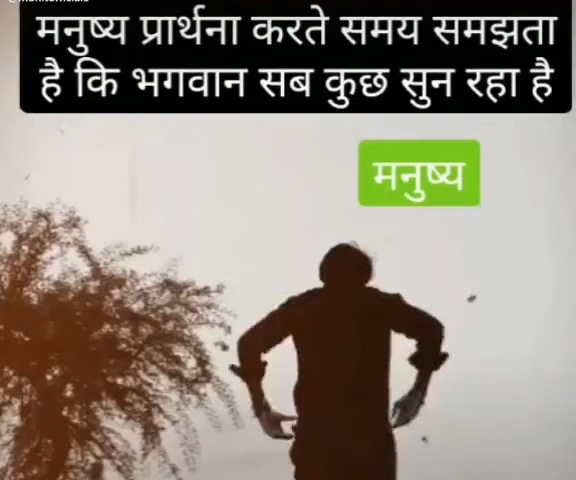 मनुष्य प्रार्थना करते समय समझता
है कि भगवान सब कुछ सुन रहा है
मनुष्य